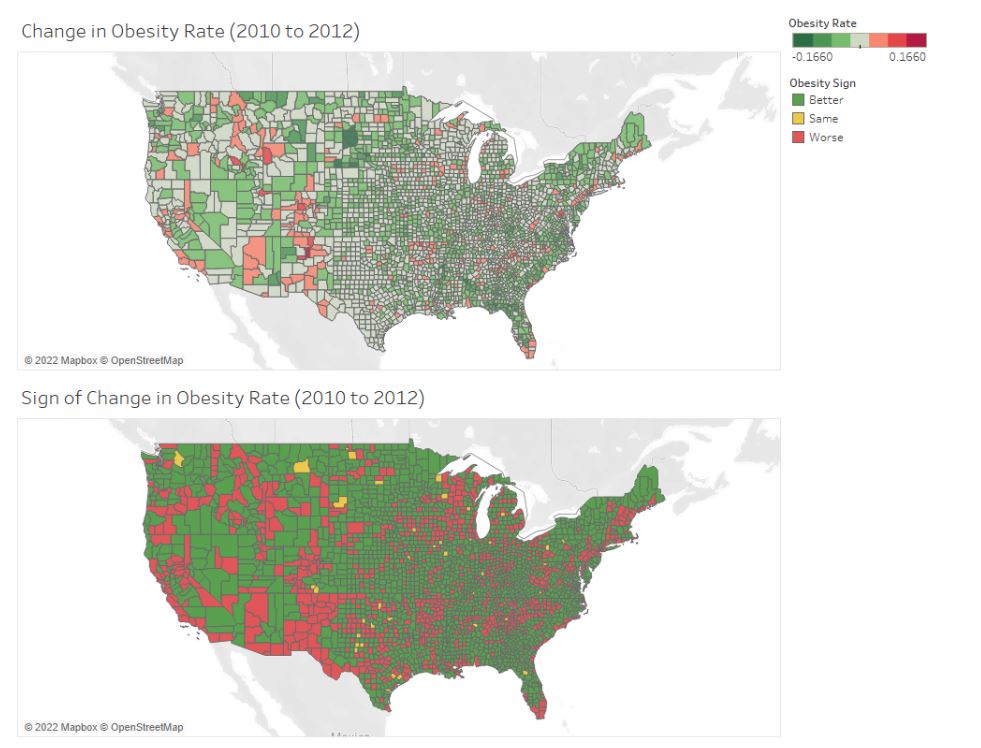 Change in Obesity Rate (2010 to 2012)
Obesity Rate
-0.1660 0.1660
Obesity Sign
Better
Same
Worse
© 2022 Mapbox © OpenStreetMap
Sign of Change in Obesity Rate (2010 to 2012)
© 2022 Mapbox © OpenStreetMap